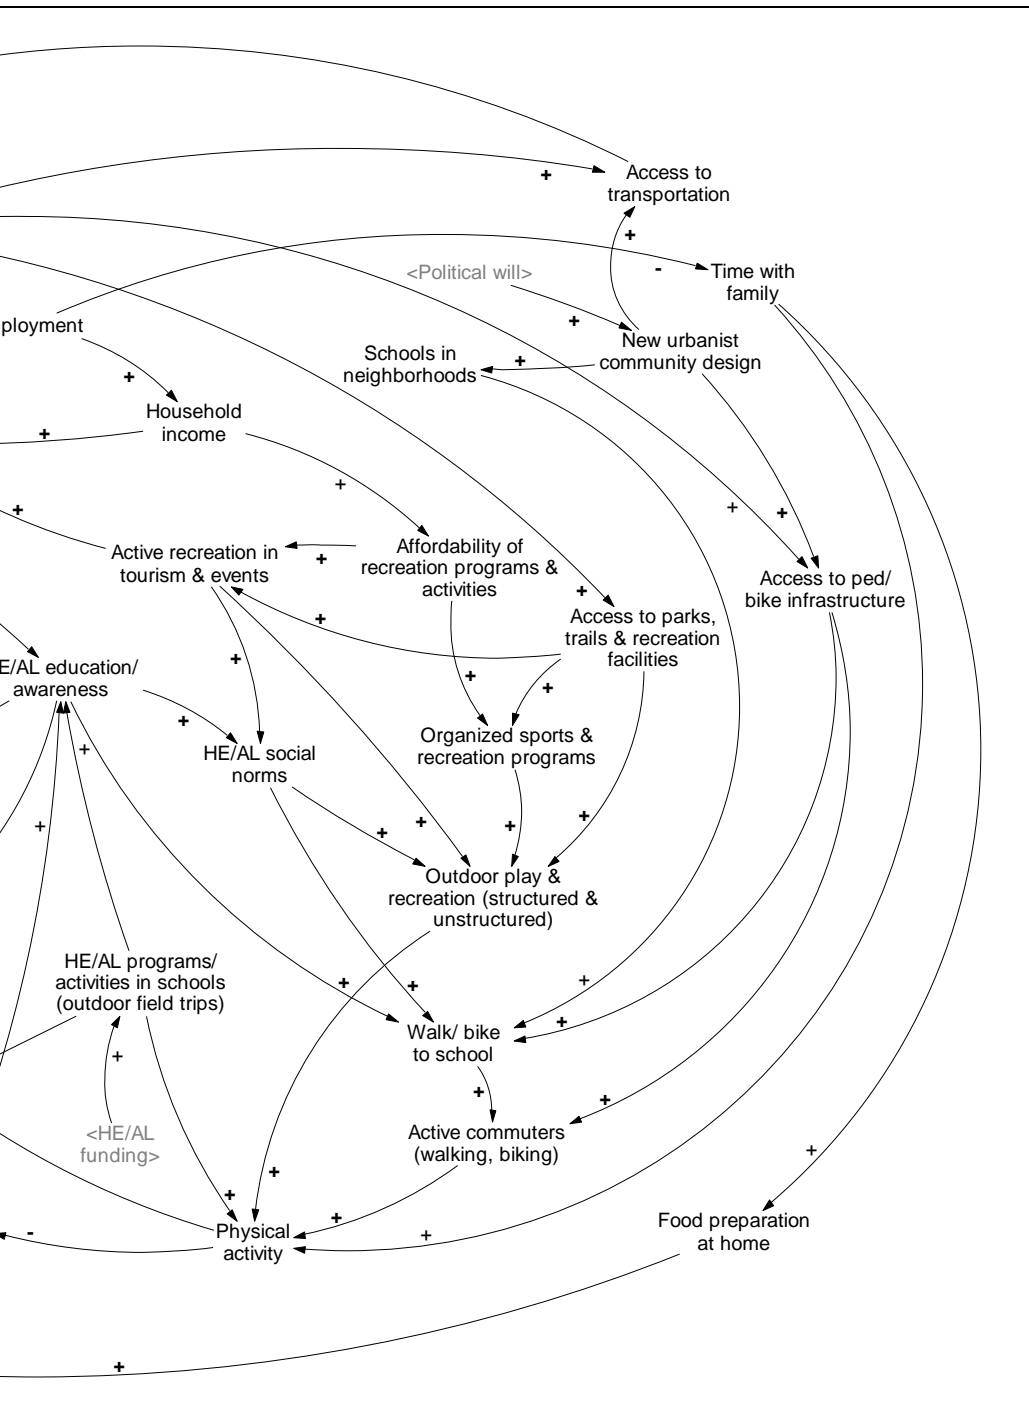 Access to
transportation
+
+
<Political will>
-
Time with
family
+
ployment
New urbanist
community design
Schools in
neighborhoods
+
+
Household
income
+
+
+
+
+
Active recreation in
tourism & events
+
Affordability of
recreation programs &
activities
+
Access to ped/
bike infrastructure
Access to parks,
trails & recreation
facilities
+
+
E/AL education/
awareness
+
+
+
HE/AL social
norms
+
Organized sports &
recreation programs
+
+
+
+
+
+
Outdoor play &
recreation (structured &
unstructured)
HE/AL programs/
activities in schools
(outdoor field trips)
+
+
+
+
Walk/ bike
to school
+
+
+
<HE/AL
funding>
Active commuters
(walking, biking)
+
+
+
+
+
Physical
activity
-
Food preparation
at home
+